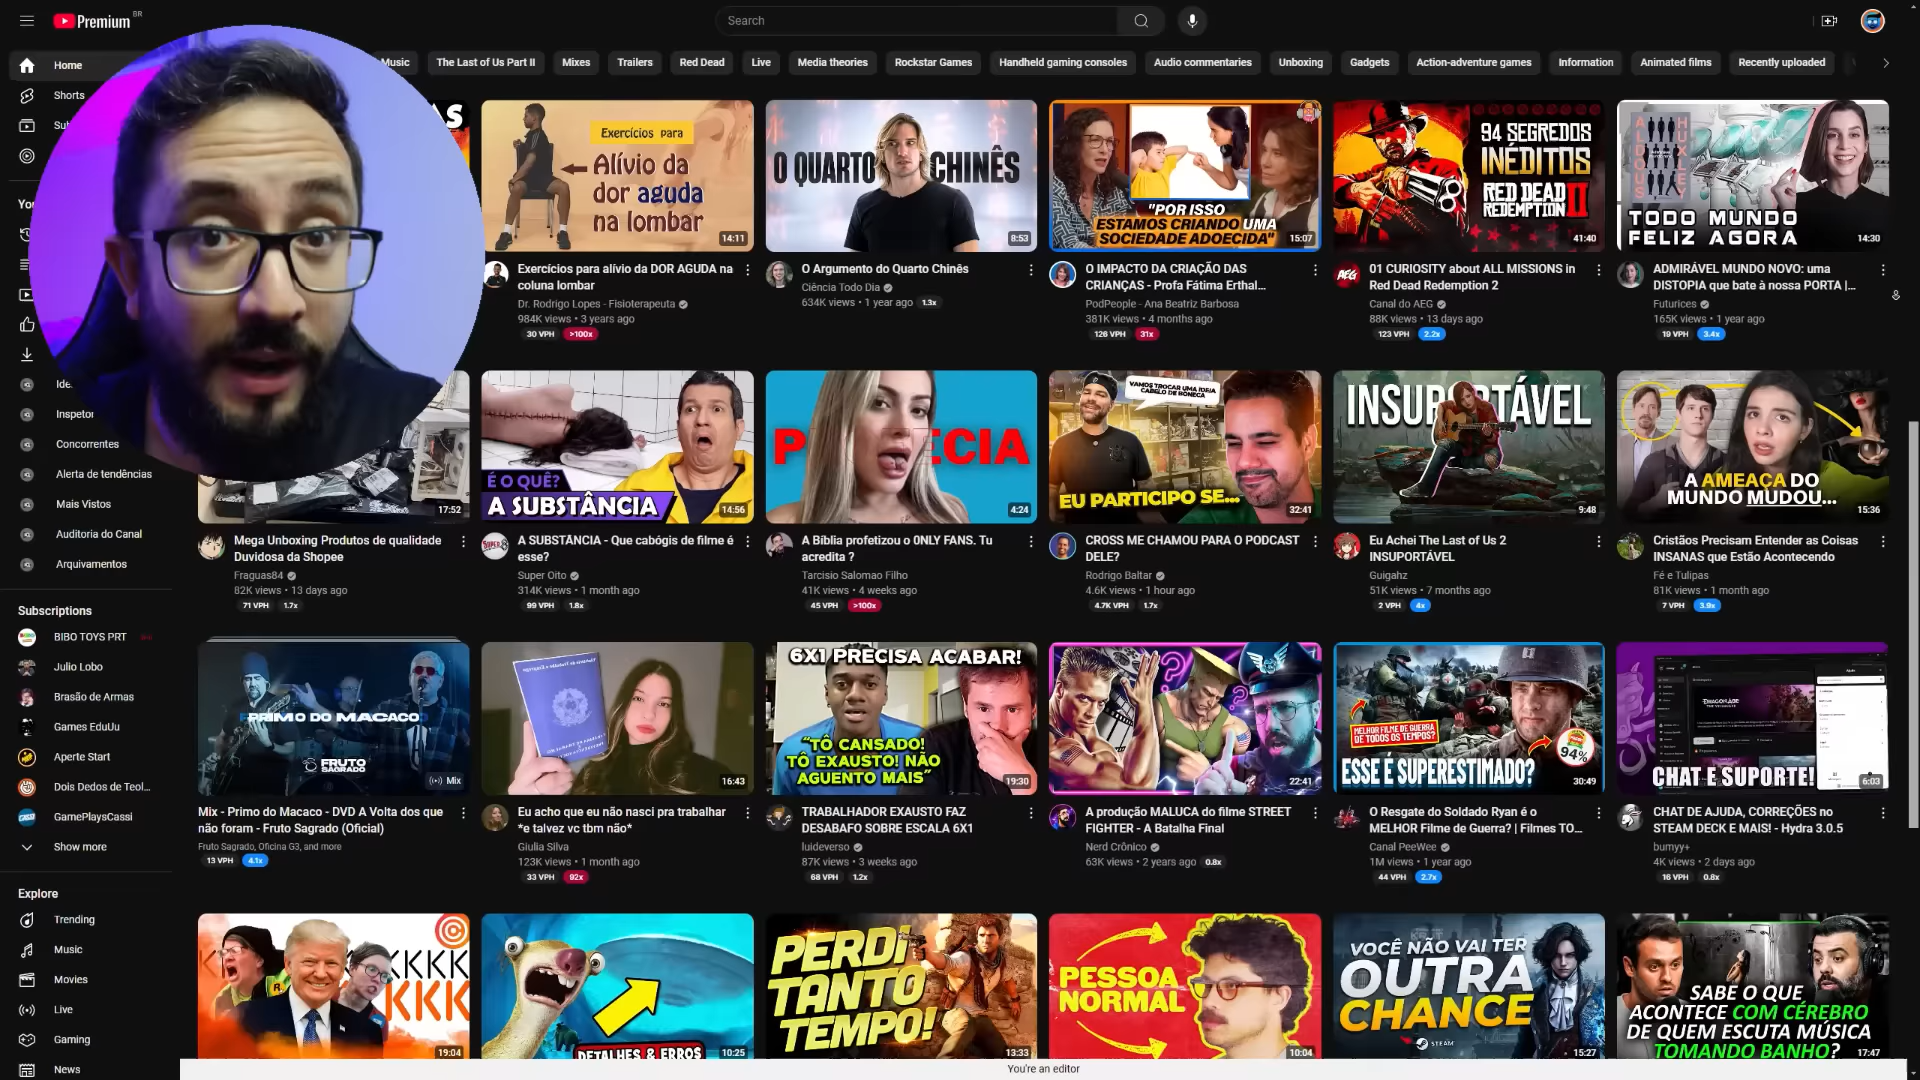 Premium BR
Search
Home
Music
The Last of Us Part II
Mixes
Trailers
Red Dead
Live
Media theories
Rockstar Games
Handheld gaming consoles
Audio commentaries
Unboxing
Gadgets
Action-adventure games
Information
Animated films
Recently uploaded
Shorts
Inspetor
Concorrentes
Alerta de tendências
Mais Vistos
Auditoria do Canal
Arquivamentos
Subscriptions
BIBO TOYS PRT
Julio Lobo
Brasão de Armas
Games EduUu
Aperte Start
Dois Dedos de Teol...
GamePlaysCassi
Show more
Explore
Trending
Music
Movies
Live
Gaming
News
Exercícios para
Alívio da
dor aguda
na lombar
14:11
Exercícios para alívio da DOR AGUDA na
coluna lombar
Dr. Rodrigo Lopes - Fisioterapeuta
984K views • 3 years ago
30 VPH >100x
O QUARTO CHINÊS
8:53
O Argumento do Quarto Chinês
Ciência Todo Dia
634K views • 1 year ago 1.3x
"POR ISSO
ESTAMOS CRIANDO UMA
SOCIEDADE ADOECIDA"
15:07
O IMPACTO DA CRIAÇÃO DAS
CRIANÇAS - Profa Fátima Erthal...
PodPeople - Ana Beatriz Barbosa
381K views • 4 months ago
126 VPH 31x
94 SEGREDOS
INÉDITOS
RED DEAD
REDEMPTION II
41:40
AEG
01 CURIOSITY about ALL MISSIONS in
Red Dead Redemption 2
Canal do AEG
88K views • 13 days ago
123 VPH 2.2x
ALDOUS
HUXLEY
TODO MUNDO
FELIZ AGORA
14:30
ADMIRÁVEL MUNDO NOVO: uma
DISTOPIA que bate à nossa PORTA |...
Futurices
165K views • 1 year ago
19 VPH 3.4x
17:52
Mega Unboxing Produtos de qualidade
Duvidosa da Shopee
Fraguas84
82K views • 13 days ago
71 VPH 1.7x
É O QUÊ?
A SUBSTÂNCIA
14:56
A SUBSTÂNCIA - Que cabógis de filme é
esse?
Super Oito
314K views • 1 month ago
99 VPH 1.8x
4:24
A Bíblia profetizou o 0NLY FANS. Tu
acredita ?
Tarcisio Salomao Filho
41K views • 4 weeks ago
45 VPH >100x
VAMOS TROCAR UMA IDEIA
CABELO DE BONECA
EU PARTICIPO SE...
32:41
CROSS ME CHAMOU PARA O PODCAST
DELE?
Rodrigo Baltar
4.6K views • 1 hour ago
4.7K VPH 1.7x
INSUPORTÁVEL
9:48
Eu Achei The Last of Us 2
INSUPORTÁVEL
Guigahz
51K views • 7 months ago
2 VPH 4x
A AMEAÇA DO
MUNDO MUDOU...
15:36
Cristãos Precisam Entender as Coisas
INSANAS que Estão Acontecendo
Fé e Tulipas
81K views • 1 month ago
7 VPH 3.9x
PRIMO DO MACACO
FRUTO
SAGRADO
Mix
Mix - Primo do Macaco - DVD A Volta dos que
não foram - Fruto Sagrado (Oficial)
Fruto Sagrado, Oficina G3, and more
13 VPH 4.1x
16:43
Eu acho que eu não nasci pra trabalhar
*e talvez vc tbm não*
Giulia Silva
123K views • 1 month ago
33 VPH 92x
6X1 PRECISA ACABAR!
"TÔ CANSADO!
TÔ EXAUSTO! NÃO
AGUENTO MAIS"
19:30
TRABALHADOR EXAUSTO FAZ
DESABAFO SOBRE ESCALA 6X1
luideverso
87K views • 3 weeks ago
68 VPH 1.2x
22:41
A produção MALUCA do filme STREET
FIGHTER - A Batalha Final
Nerd Crônico
63K views • 2 years ago 0.8x
MELHOR FILME DE GUERRA
DE TODOS OS TEMPOS?
94%
ESSE É SUPERESTIMADO?
30:49
O Resgate do Soldado Ryan é o
MELHOR Filme de Guerra? | Filmes TO...
Canal PeeWee
1M views • 1 year ago
44 VPH 2.7x
CHAT E SUPORTE!
6:03
CHAT DE AJUDA, CORREÇÕES no
STEAM DECK E MAIS! - Hydra 3.0.5
bumyy+
4K views • 2 days ago
16 VPH 0.8x
KKKK
KKK
19:04
DETALHES & ERROS
10:25
PERDI
TANTO
TEMPO!
13:33
PESSOA
NORMAL
10:04
VOCÊ NÃO VAI TER
OUTRA
CHANCE
STEAM
15:27
SABE O QUE
ACONTECE COM CÉREBRO
DE QUEM ESCUTA MÚSICA
TOMANDO BANHO?
17:47
You're an editor